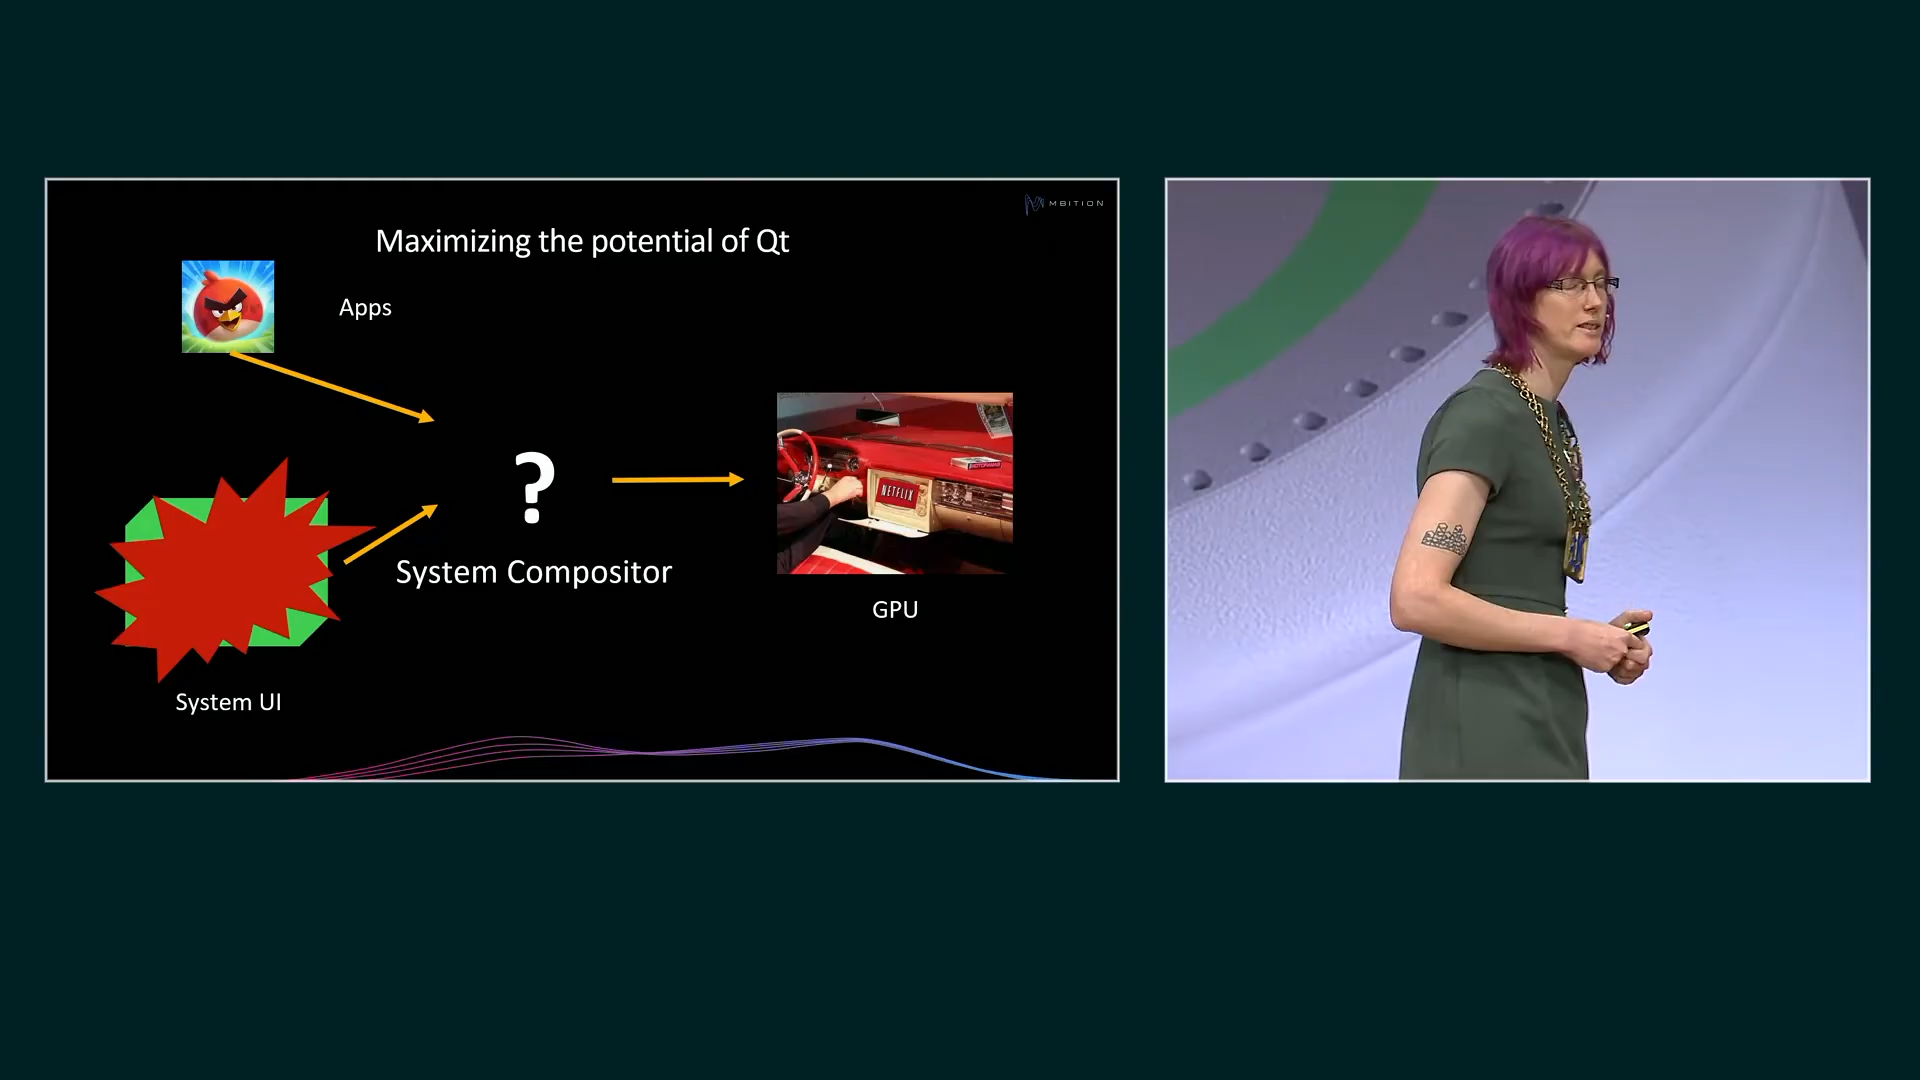 MBITION
Maximizing the potential of Qt
Apps
?
NETFLIX
System Compositor
GPU
System UI